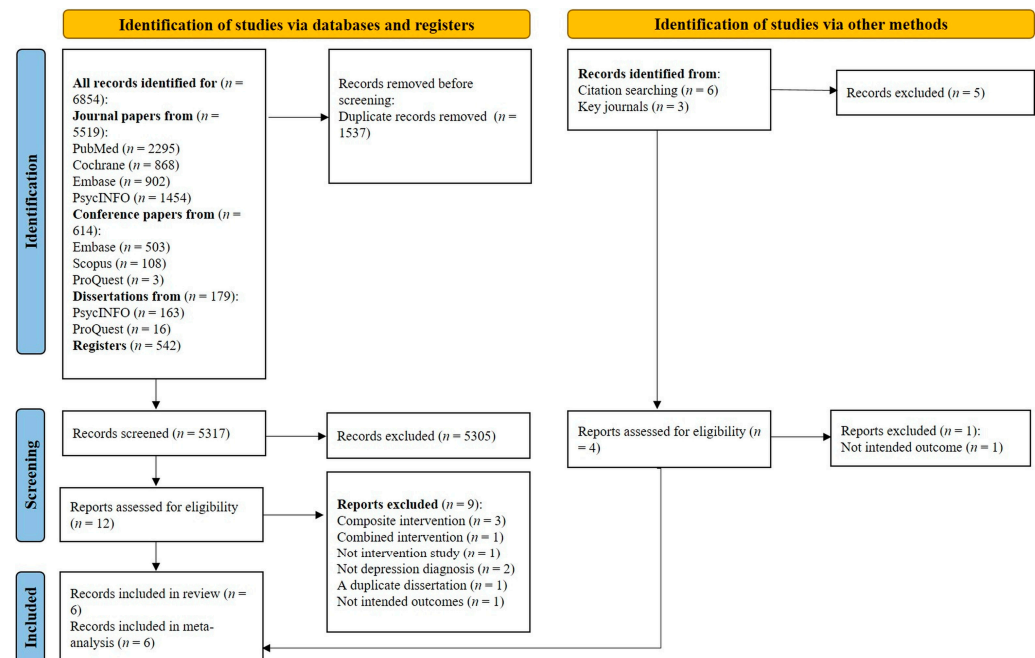 Identification of studies via databases and registers
Identification of studies via other methods
Identification
All records identified for (n =
6854):
Journal papers from (n =
5519):
PubMed (n = 2295)
Cochrane (n = 868)
Embase (n = 902)
PsycINFO (n = 1454)
Conference papers from (n =
614):
Embase (n = 503)
Scopus (n = 108)
ProQuest (n = 3)
Dissertations from (n = 179):
PsycINFO (n = 163)
ProQuest (n = 16)
Registers (n = 542)
Records removed before
screening:
Duplicate records removed (n =
1537)
Records identified from:
Citation searching (n = 6)
Key journals (n = 3)
Records excluded (n = 5)
Screening
Records screened (n = 5317)
Records excluded (n = 5305)
Reports assessed for eligibility (n
= 4)
Reports excluded (n = 1):
Not intended outcome (n = 1)
Reports assessed for eligibility
(n = 12)
Reports excluded (n = 9):
Composite intervention (n = 3)
Combined intervention (n = 1)
Not intervention study (n = 1)
Not depression diagnosis (n = 2)
A duplicate dissertation (n = 1)
Not intended outcomes (n = 1)
Included
Records included in review (n =
6)
Records included in meta-
analysis (n = 6)